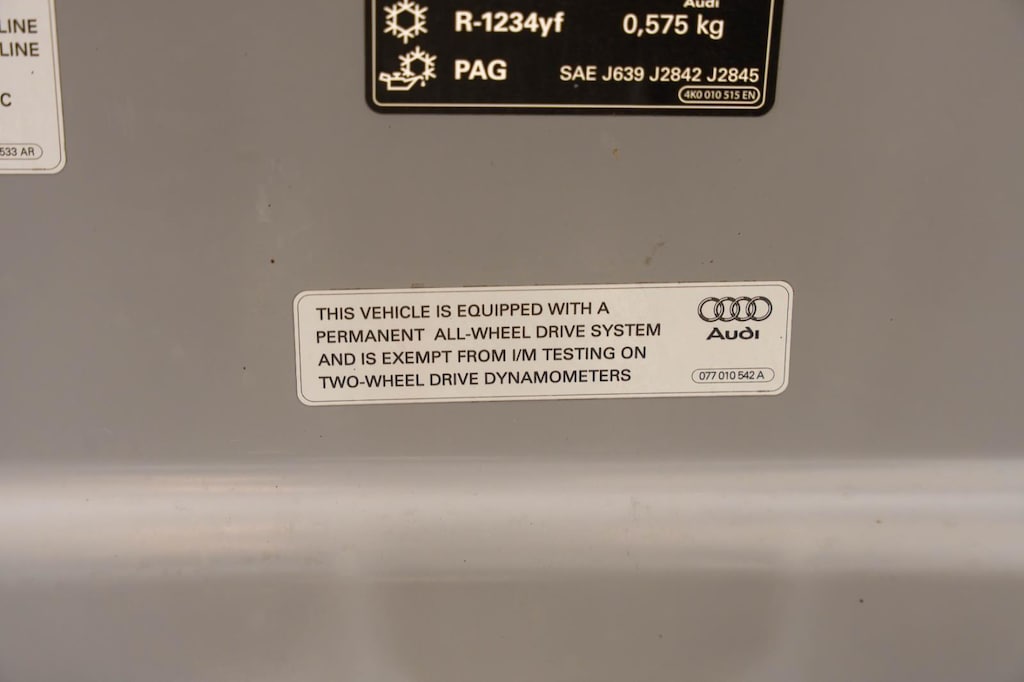 LINE
LINE
C
533 AR
Audi
R-1234yf 0,575 kg
PAG SAE J639 J2842 J2845
4K0 010 515 EN
THIS VEHICLE IS EQUIPPED WITH A
PERMANENT ALL-WHEEL DRIVE SYSTEM
AND IS EXEMPT FROM I/M TESTING ON
TWO-WHEEL DRIVE DYNAMOMETERS
Audi
077 010 542 A